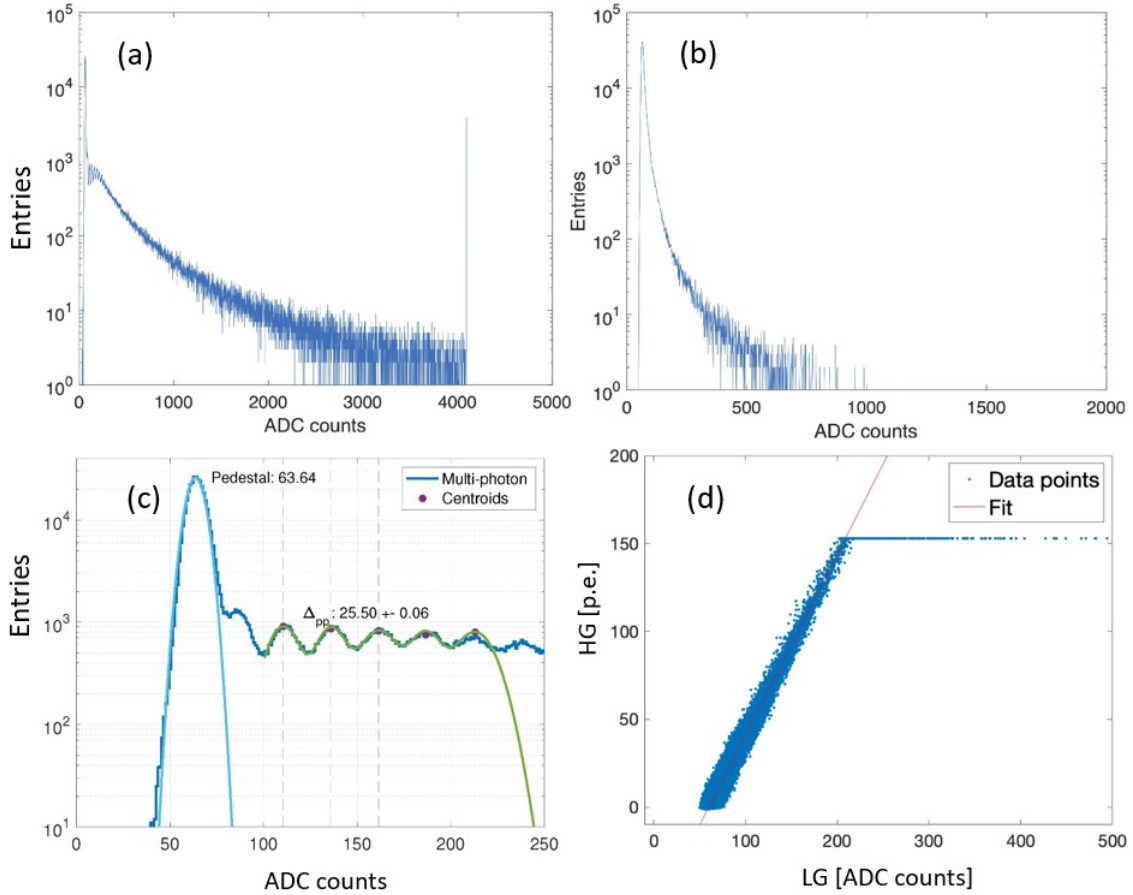 (a)
10^5
10^4
10^3
10^2
10^1
10^0
Entries
0 1000 2000 3000 4000 5000
ADC counts
(b)
10^5
10^4
10^3
10^2
10^1
10^0
Entries
0 500 1000 1500 2000
ADC counts
(c)
Pedestal: 63.64
Multi-photon
Centroids
Δpp: 25.50 +- 0.06
10^4
10^3
10^2
10^1
Entries
0 50 100 150 200 250
ADC counts
(d)
Data points
Fit
200
150
100
50
0
HG [p.e.]
0 100 200 300 400 500
LG [ADC counts]